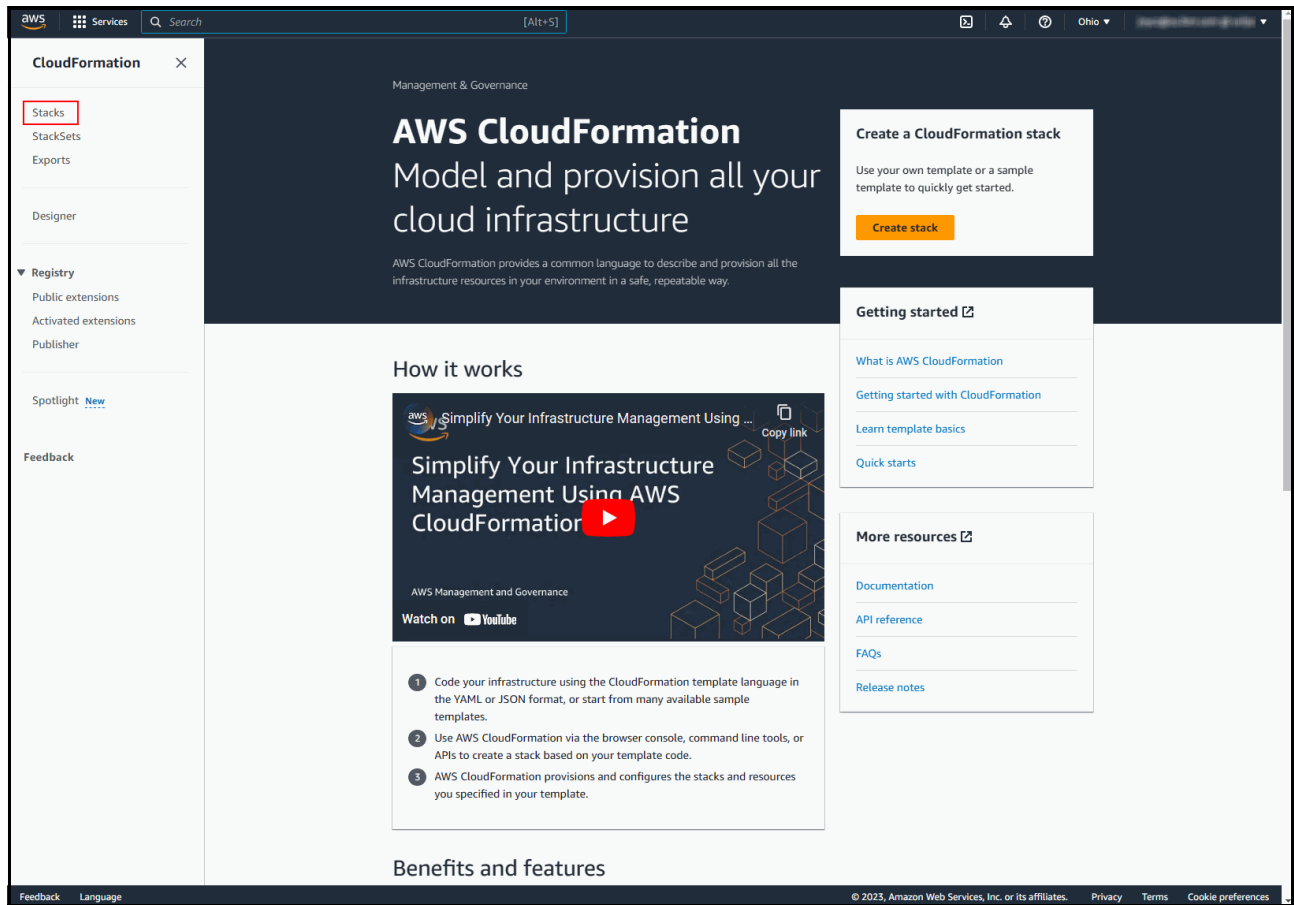 aws
Services
Search
[Alt+S]
Ohio
CloudFormation
Stacks
StackSets
Exports
Designer
Registry
Public extensions
Activated extensions
Publisher
Spotlight New
Feedback
Management & Governance
AWS CloudFormation
Model and provision all your
cloud infrastructure
AWS CloudFormation provides a common language to describe and provision all the
infrastructure resources in your environment in a safe, repeatable way.
Create a CloudFormation stack
Use your own template or a sample
template to quickly get started.
Create stack
Getting started
What is AWS CloudFormation
Getting started with CloudFormation
Learn template basics
Quick starts
How it works
aws
Simplify Your Infrastructure Management Using ...
Copy link
Simplify Your Infrastructure
Management Using AWS
CloudFormation
AWS Management and Governance
Watch on YouTube
More resources
Documentation
API reference
FAQs
Release notes
1 Code your infrastructure using the CloudFormation template language in
the YAML or JSON format, or start from many available sample
templates.
2 Use AWS CloudFormation via the browser console, command line tools, or
APIs to create a stack based on your template code.
3 AWS CloudFormation provisions and configures the stacks and resources
you specified in your template.
Benefits and features
Feedback
Language
© 2023, Amazon Web Services, Inc. or its affiliates.
Privacy
Terms
Cookie preferences